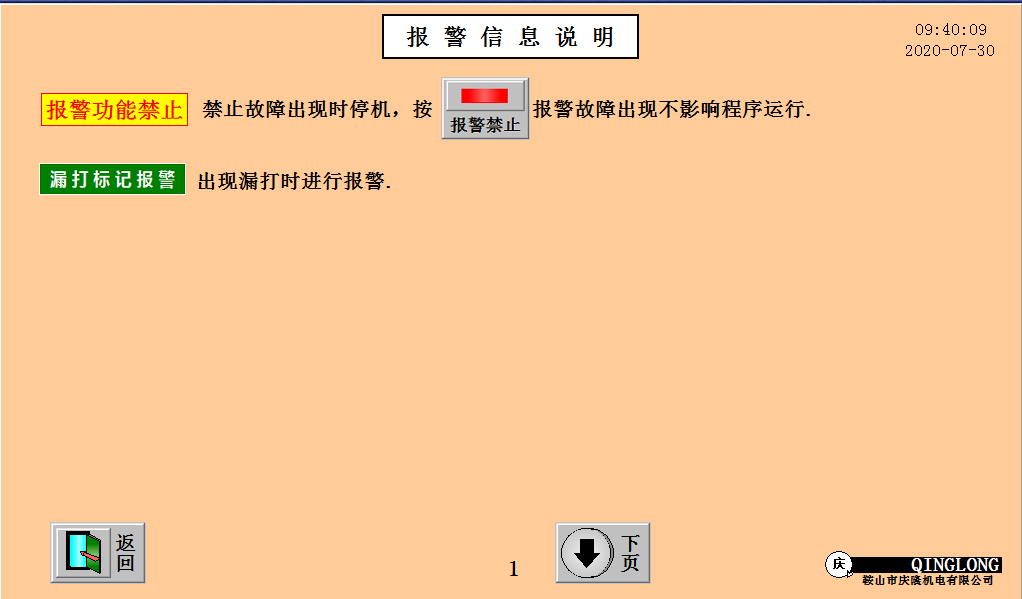 报警信息说明
09:40:09
2020-07-30
报警功能禁止 禁止故障出现时停机，按 报警禁止 报警故障出现不影响程序运行.
漏打标记报警 出现漏打时进行报警.
返回
1
下页
庆 QINGLONG
鞍山市庆隆机电有限公司